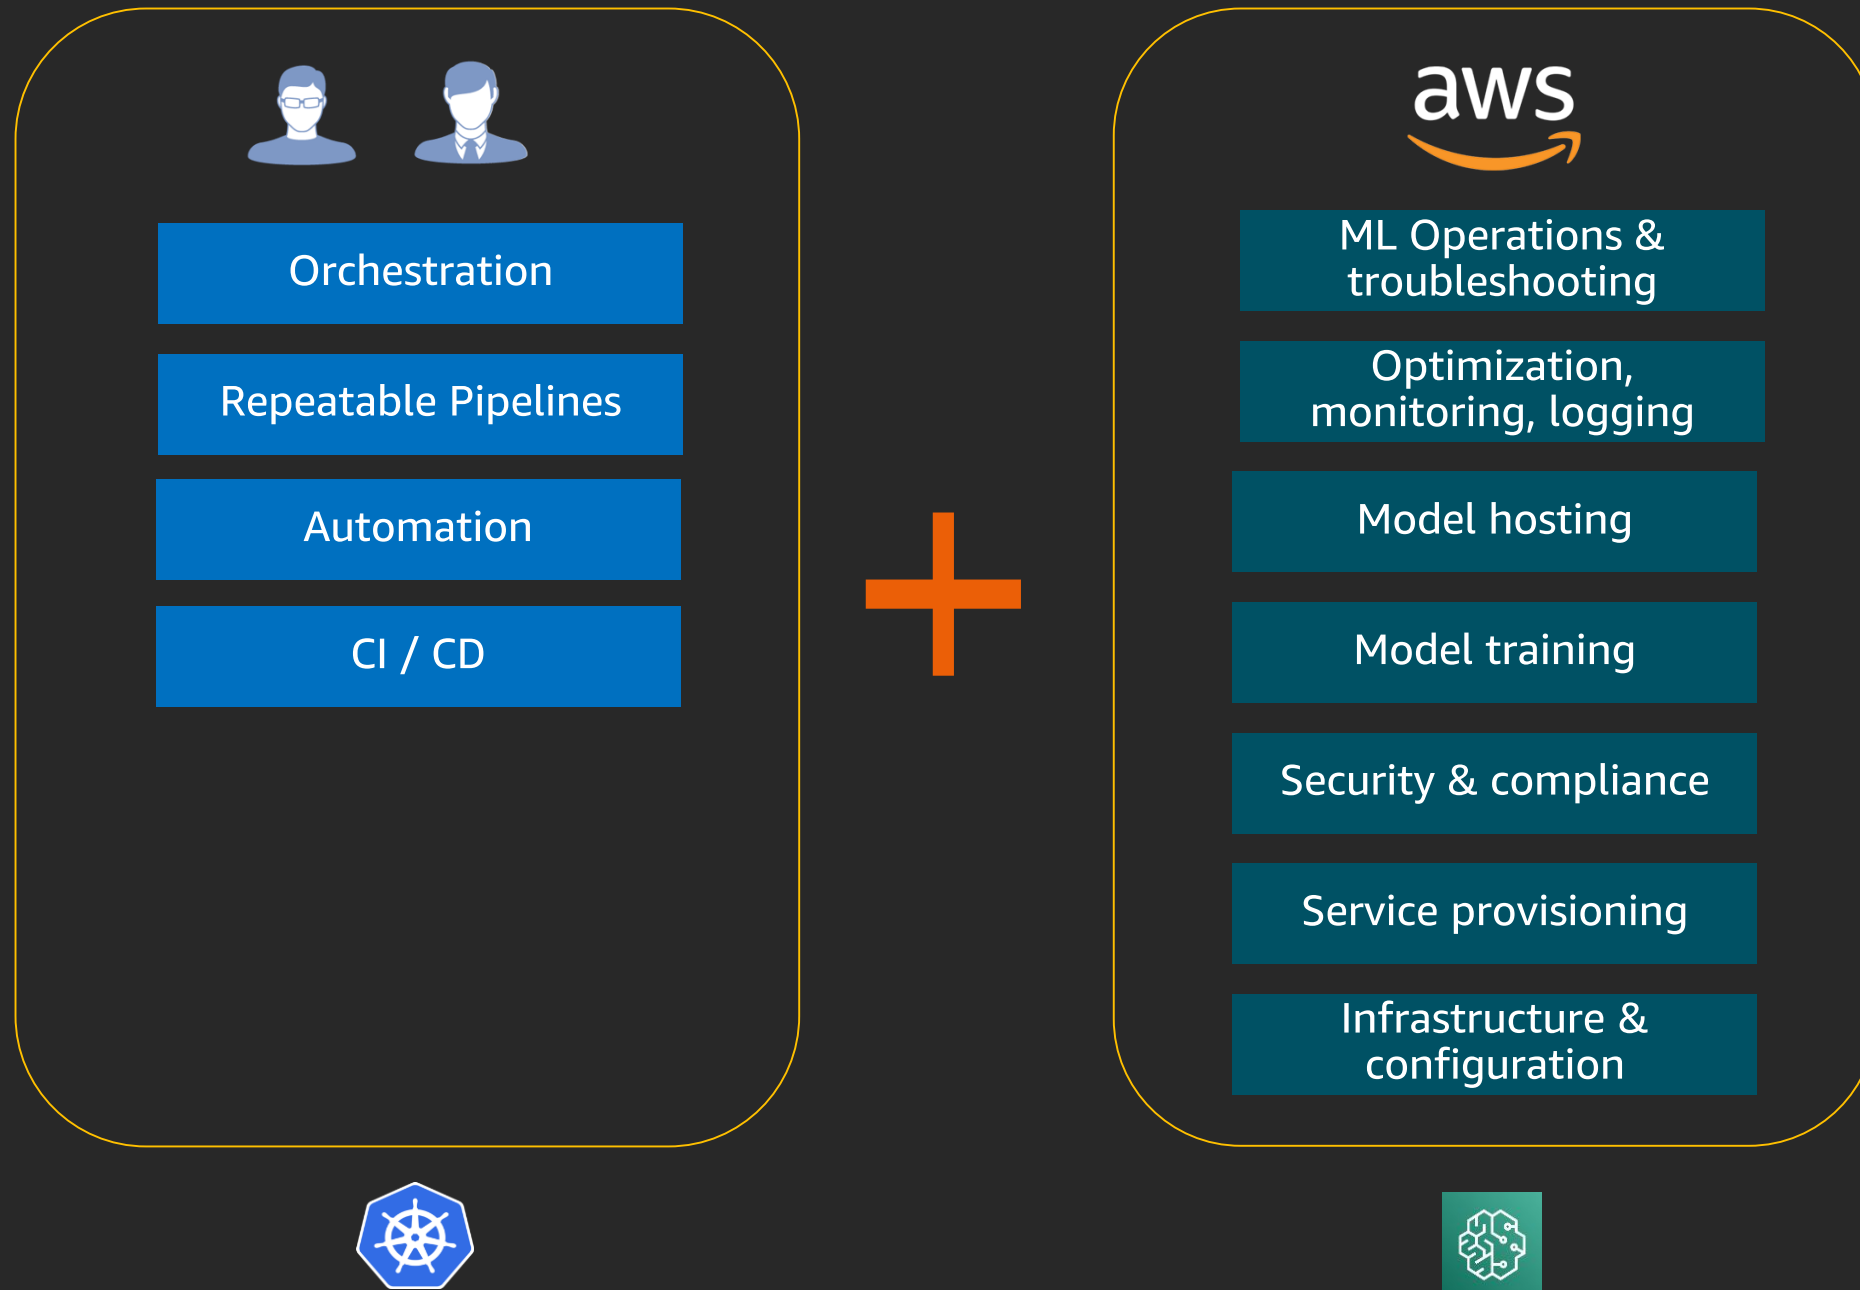 Orchestration
Repeatable Pipelines
Automation
CI / CD
aws
ML Operations &
troubleshooting
Optimization,
monitoring, logging
Model hosting
Model training
Security & compliance
Service provisioning
Infrastructure &
configuration